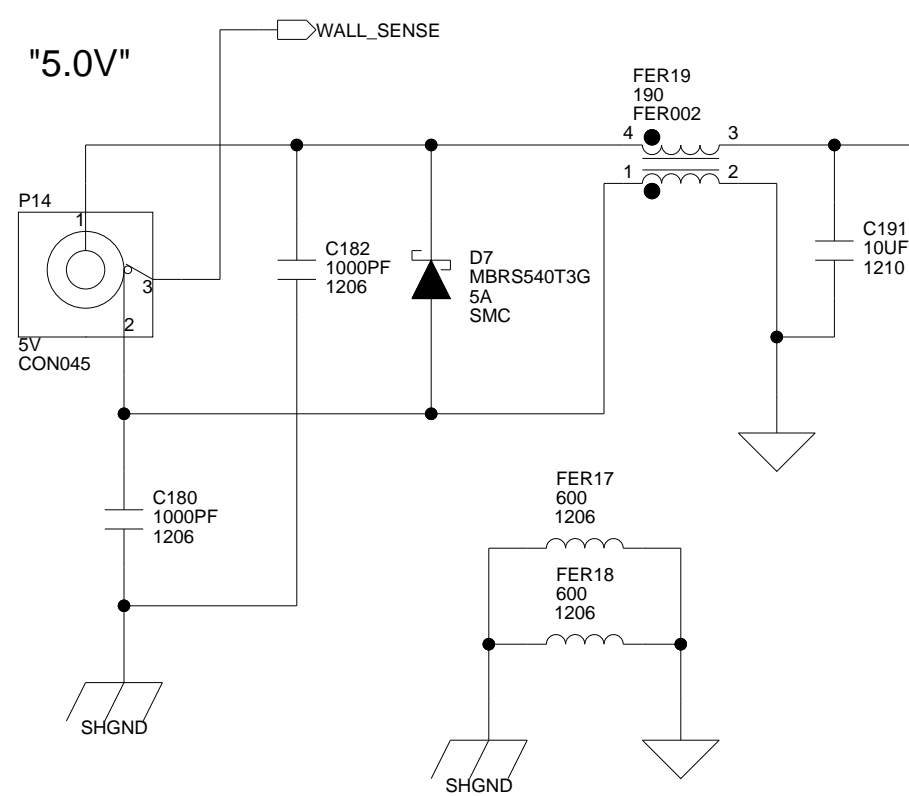 WALL_SENSE
"5.0V"
FER19
190
FER002
4
3
1
2
P14
1
3
2
5V
CON045
C182
1000PF
1206
D7
MBRS540T3G
5A
SMC
C191
10UF
1210
C180
1000PF
1206
FER17
600
1206
FER18
600
1206
SHGND
SHGND